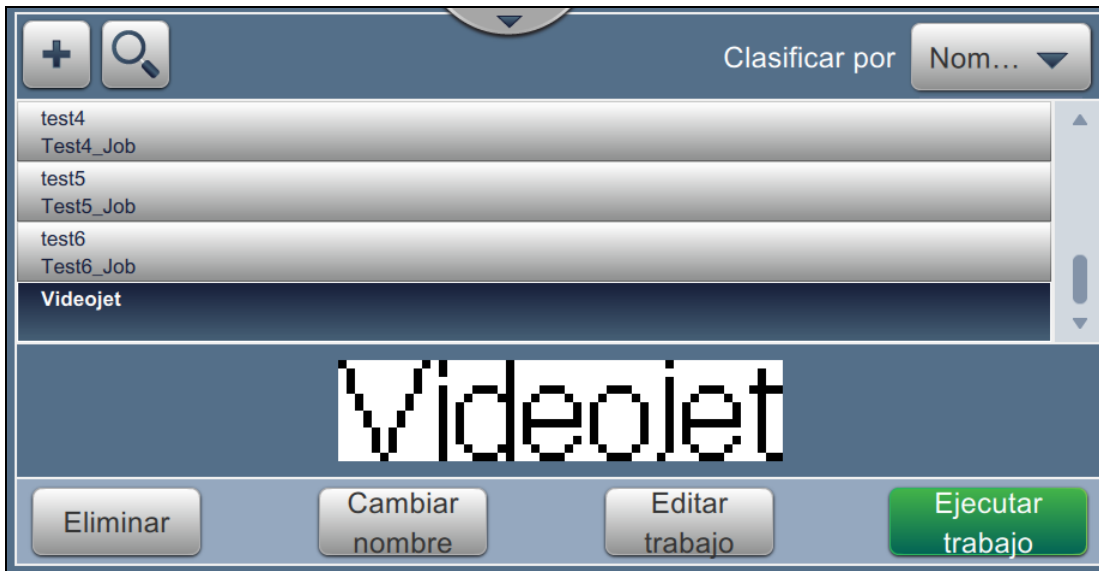 Clasificar por Nom...
test4
Test4_Job
test5
Test5_Job
test6
Test6_Job
Videojet
Videojet
Eliminar
Cambiar nombre
Editar trabajo
Ejecutar trabajo